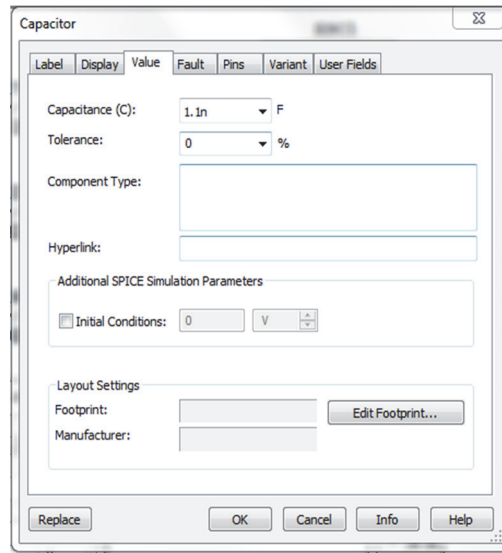 Capacitor
Label Display Value Fault Pins Variant User Fields
Capacitance (C): 1.1n F
Tolerance: 0 %
Component Type:
Hyperlink:
Additional SPICE Simulation Parameters
Initial Conditions: 0 V
Layout Settings
Footprint: Edit Footprint...
Manufacturer:
Replace OK Cancel Info Help